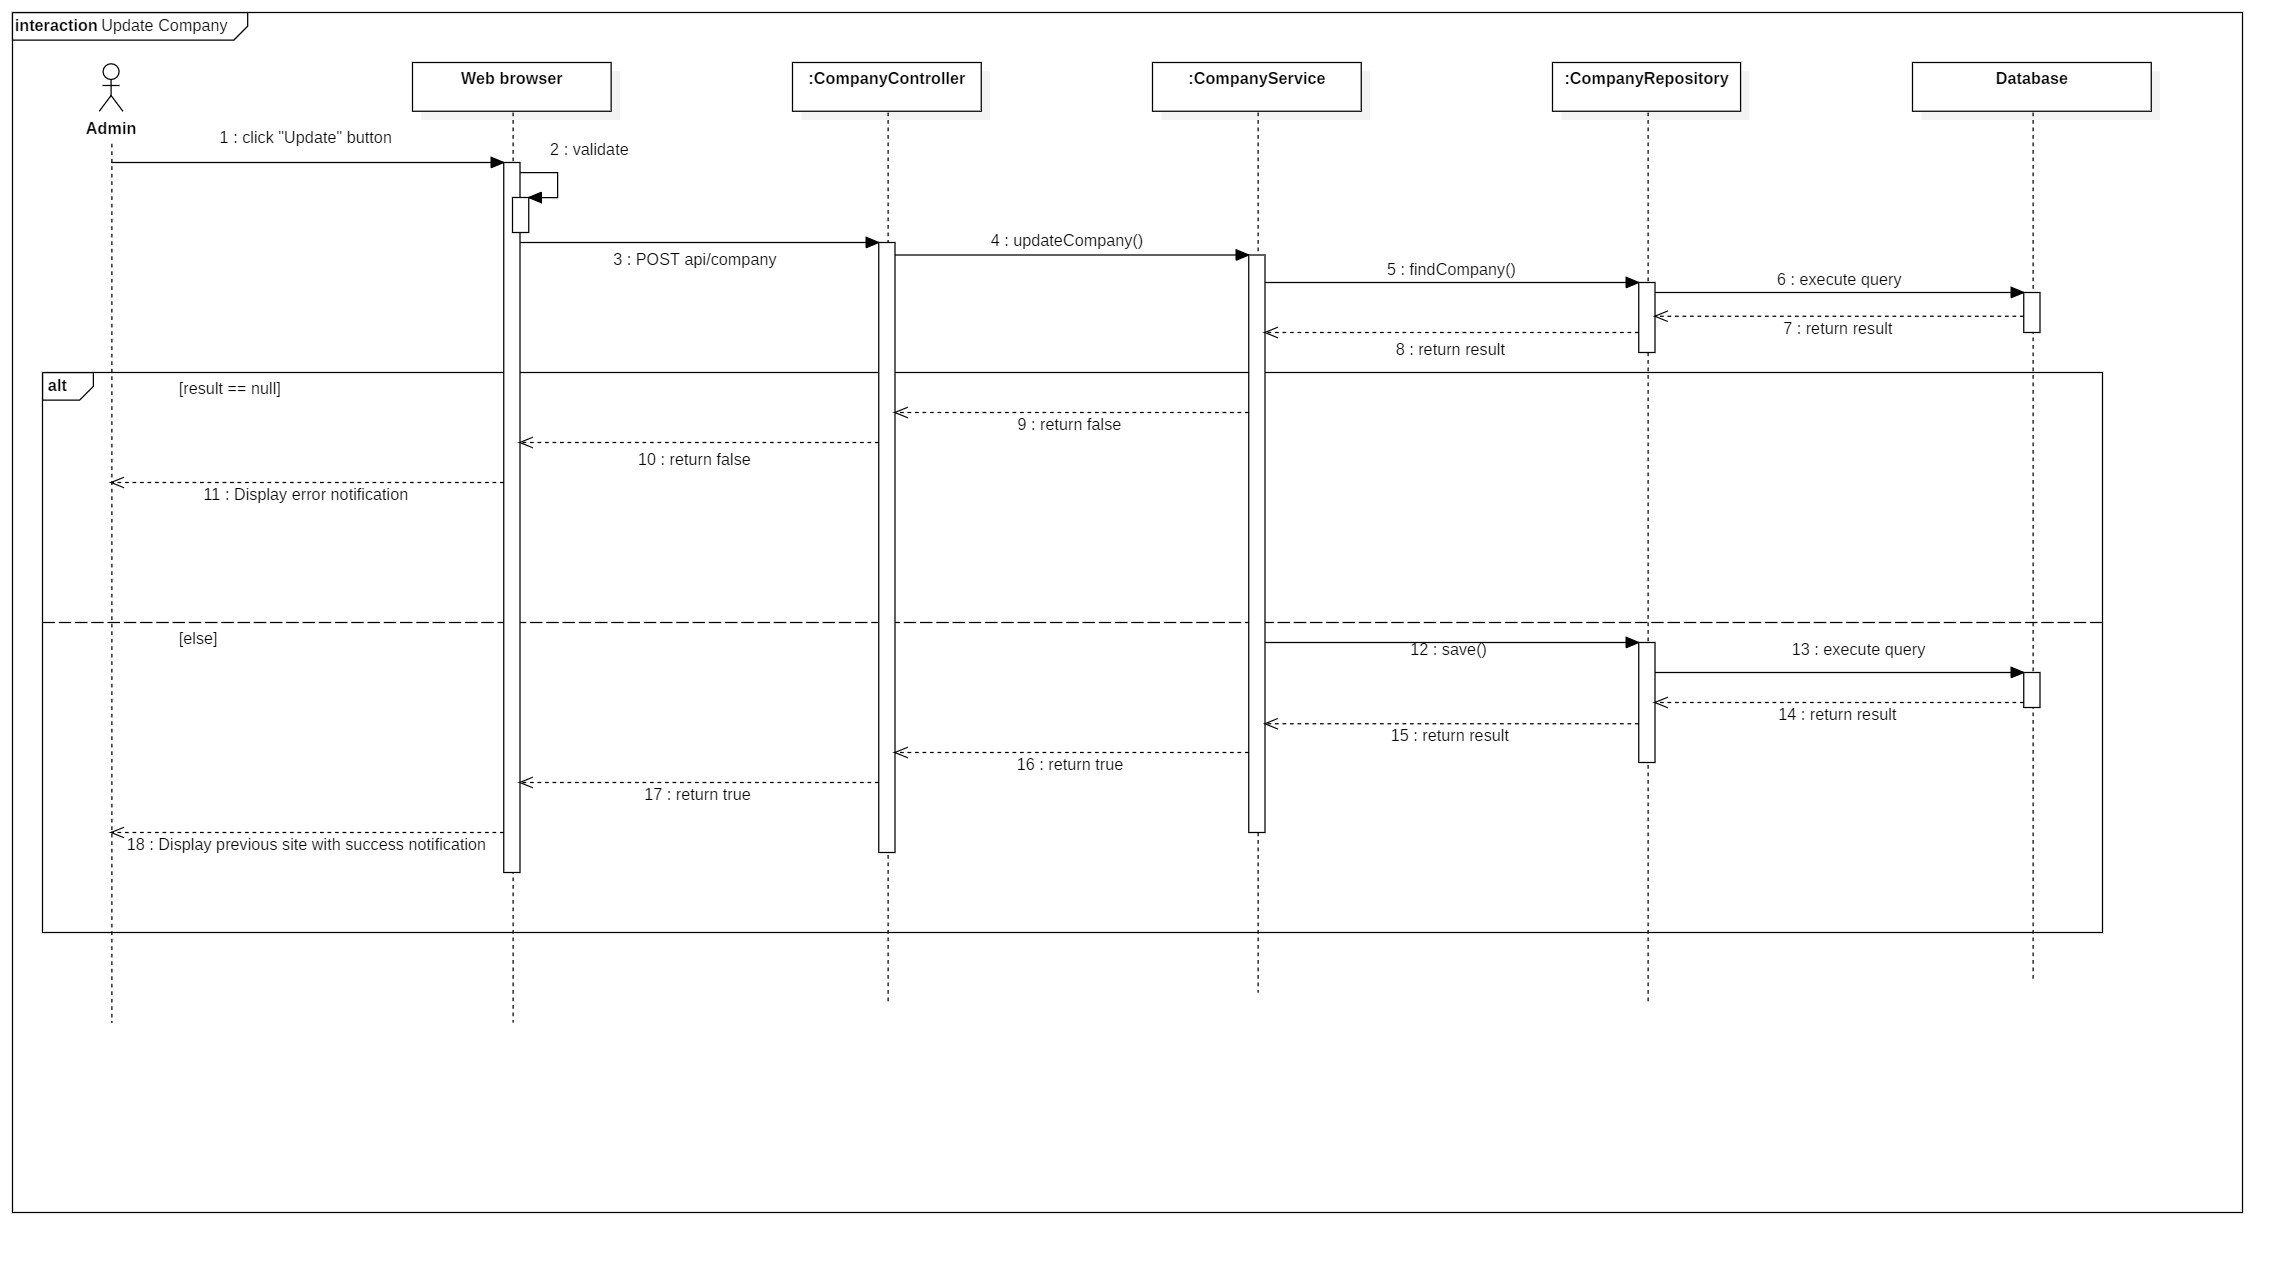 interaction Update Company
Web browser
:CompanyController
:CompanyService
:CompanyRepository
Database
Admin
1 : click "Update" button
2 : validate
3 : POST api/company
4 : updateCompany()
5 : findCompany()
6 : execute query
7 : return result
8 : return result
alt
[result == null]
9 : return false
10 : return false
11 : Display error notification
[else]
12 : save()
13 : execute query
14 : return result
15 : return result
16 : return true
17 : return true
18 : Display previous site with success notification